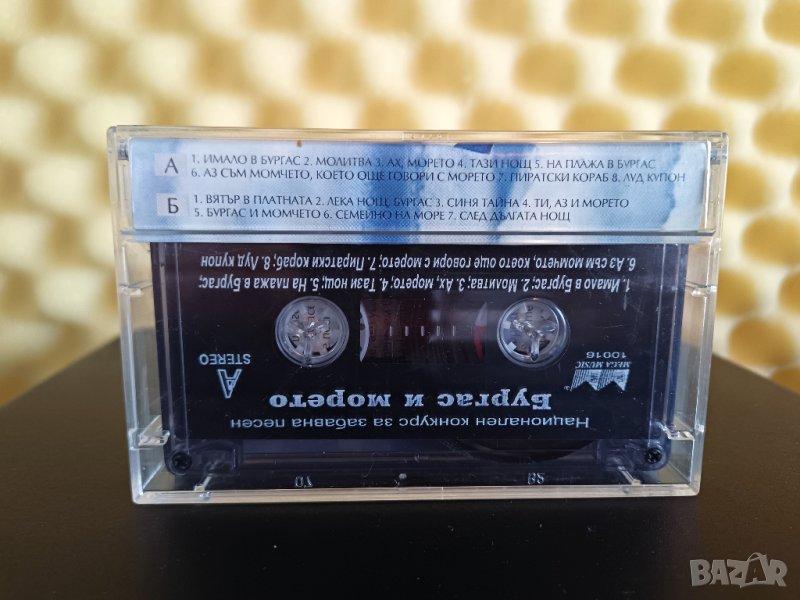 А 1. ИМАЛО В БУРГАС 2. МОЛИТВА 3. АХ, МОРЕТО 4. ТАЗИ НОЩ 5. НА ПЛАЖА В БУРГАС
6. АЗ СЪМ МОМЧЕТО, КОЕТО ОЩЕ ГОВОРИ С МОРЕТО 7. ПИРАТСКИ КОРАБ 8. ЛУД КУПОН
Б 1. ВЯТЪР В ПЛАТНАТА 2. ЛЕКА НОЩ, БУРГАС 3. СИНЯ ТАЙНА 4. ТИ, АЗ И МОРЕТО
5. БУРГАС И МОМЧЕТО 6. СЕМЕЙНО НА МОРЕ 7. СЛЕД ДЪЛГАТА НОЩ
Национален конкурс за забавна песен
Бургас и морето
A
STEREO
MEGA MUSIC
10016
1. Имало в Бургас; 2. Молитва; 3. Ах, морето; 4. Тази нощ; 5. На плажа в Бургас;
6. Аз съм момчето, което още говори с морето; 7. Пиратски кораб; 8. Луд купон
BAZAR